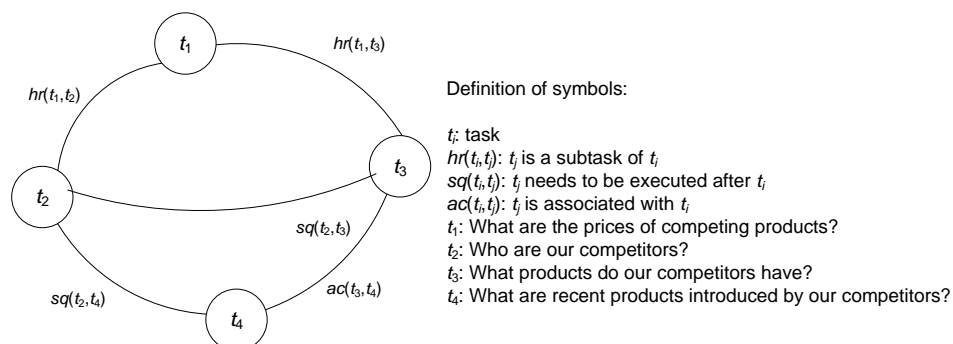 t1
hr(t1,t3)
hr(t1,t2)
t3
t2
sq(t2,t3)
sq(t2,t4)
ac(t3,t4)
t4
Definition of symbols:
ti: task
hr(ti,tj): tj is a subtask of ti
sq(ti,tj): tj needs to be executed after ti
ac(ti,tj): tj is associated with ti
t1: What are the prices of competing products?
t2: Who are our competitors?
t3: What products do our competitors have?
t4: What are recent products introduced by our competitors?